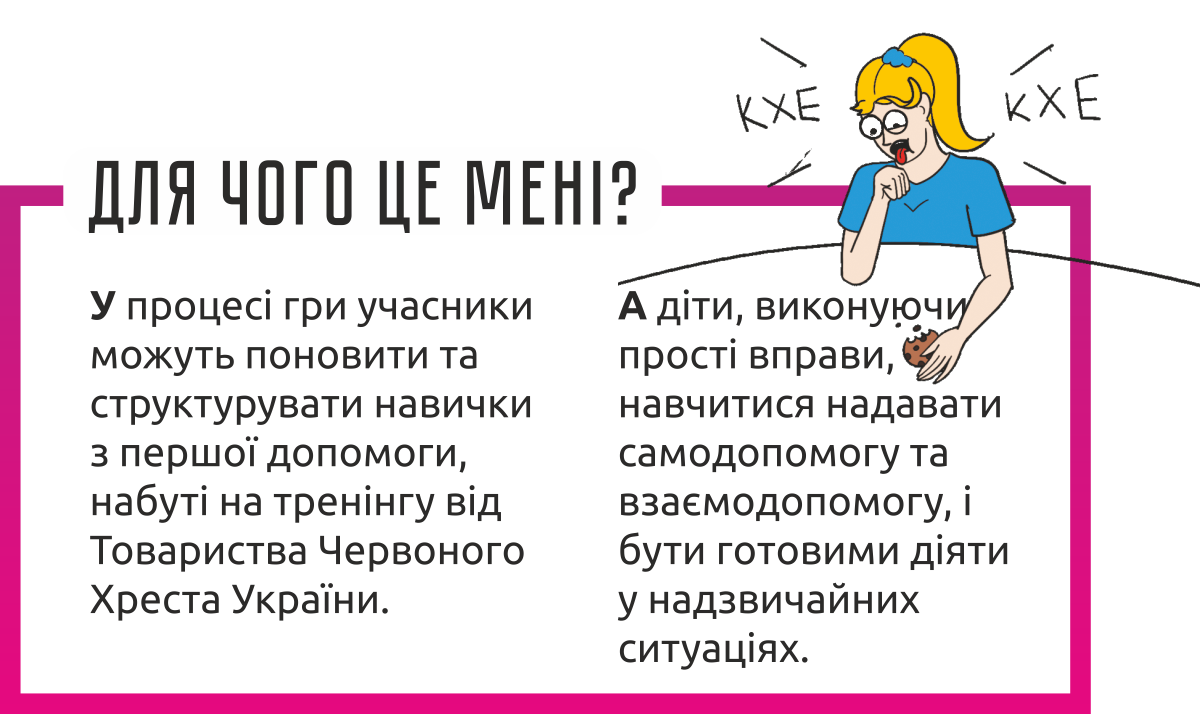 КХЕ
КХЕ
ДЛЯ ЧОГО ЦЕ МЕНІ?
У процесі гри учасники
можуть поновити та
структурувати навички
з першої допомоги,
набуті на тренінгу від
Товариства Червоного
Хреста України.
А діти, виконуючи
прості вправи,
навчитися надавати
самодопомогу та
взаємодопомогу, і
бути готовими діяти
у надзвичайних
ситуаціях.